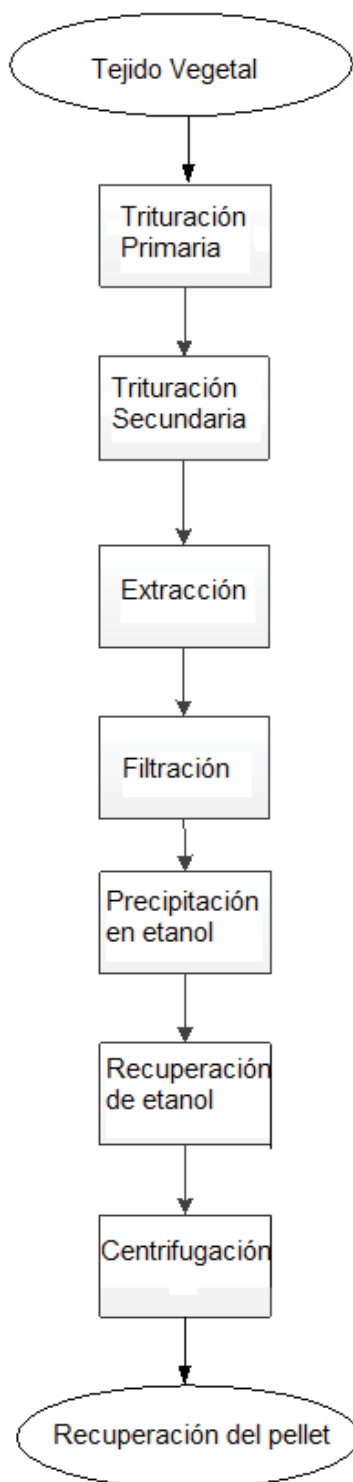 Tejido Vegetal
Trituración
Primaria
Trituración
Secundaria
Extracción
Filtración
Precipitación
en etanol
Recuperación
de etanol
Centrifugación
Recuperación del pellet